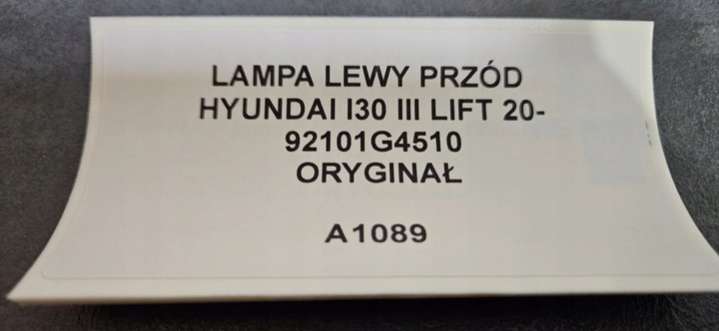 LAMPA LEWY PRZÓD
HYUNDAI I30 III LIFT 20-
92101G4510
ORYGINAŁ
A1089